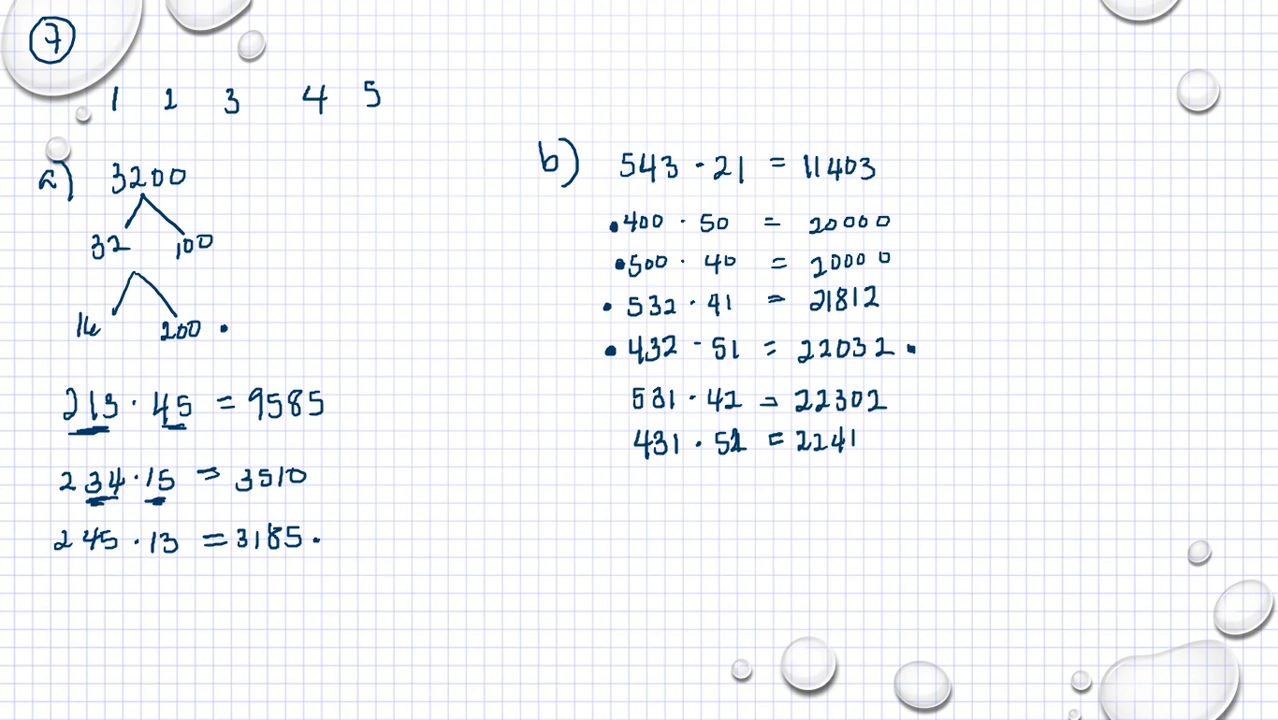 7
1 2 3 4 5
a) 3200
32 100
16 200 .
213 · 45 = 9585
234 · 15 = 3510
245 · 13 = 3185 .
b) 543 · 21 = 11403
• 400 · 50 = 20000
• 500 · 40 = 20000
• 532 · 41 = 21812
• 432 · 51 = 22032 •
531 · 42 = 22302
431 · 52 = 2241